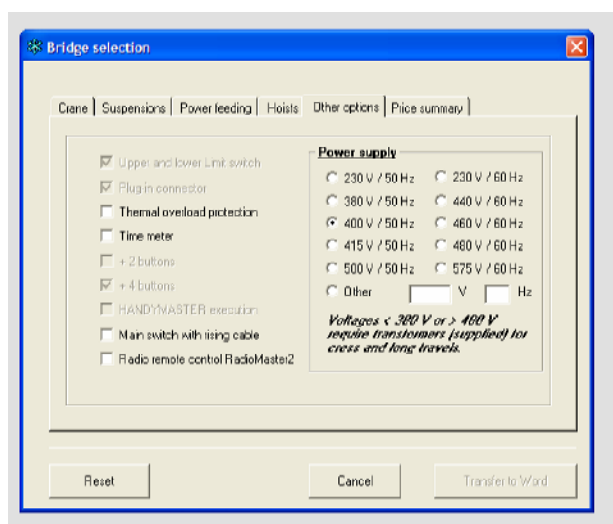 Bridge selection
Crane Suspensions Power feeding Hoists Other options Price summary
Upper and lower Limit switch
Plug-in connector
Thermal overload protection
Time meter
+ 2 buttons
+ 4 buttons
HANDYMASTER execution
Main switch with rising cable
Radio remote control RadioMaster2
Power supply
230 V / 50 Hz 230 V / 60 Hz
380 V / 50 Hz 440 V / 60 Hz
400 V / 50 Hz 460 V / 60 Hz
415 V / 50 Hz 480 V / 60 Hz
500 V / 50 Hz 575 V / 60 Hz
Other V Hz
Voltages < 380 V or > 480 V
require transformers (supplied) for
cross and long travels.
Reset Cancel Transfer to Word